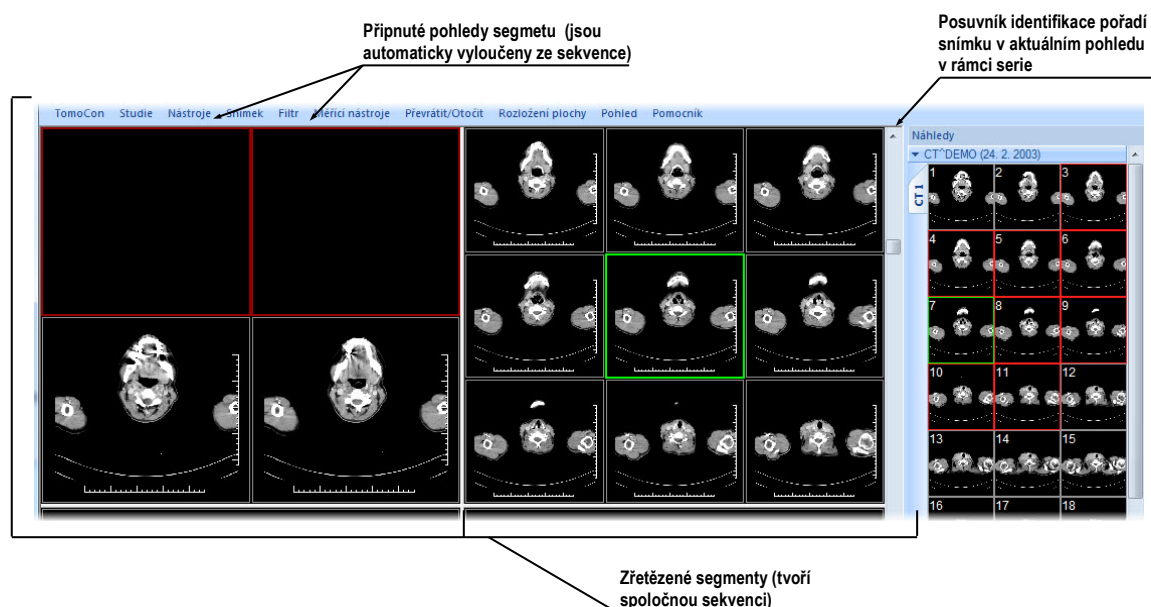 Připnuté pohledy segmetu (jsou
automaticky vyloučeny ze sekvence)
Posuvník identifikace pořadí
snímku v aktuálním pohledu
v rámci serie
TomoCon Studie Nástroje Snímek Filtr Měřící nástroje Převrátit/Otočit Rozložení plochy Pohled Pomocník
Náhledy
CT^DEMO (24. 2. 2003)
CT 1
1 2 3
4 5 6
7 8 9
10 11 12
13 14 15
16 17 18
Zřetězené segmenty (tvoří
spoločnou sekvenci)